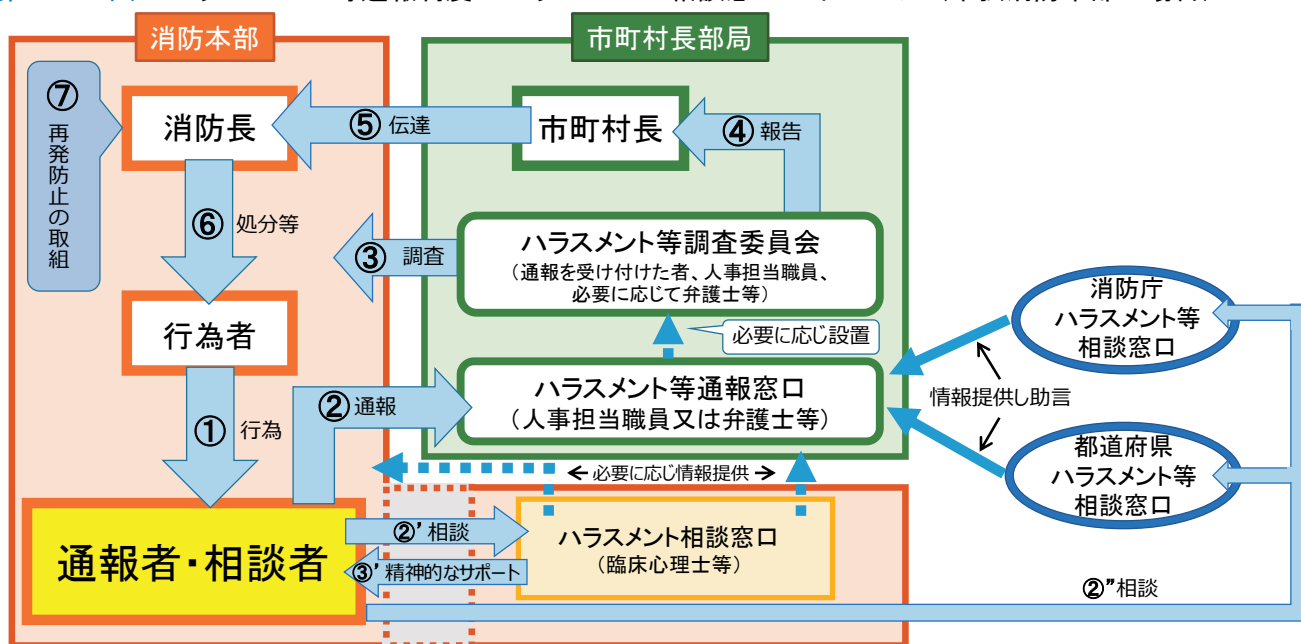 消防本部
市町村長部局
⑦
再発防止の取組
消防長
⑤ 伝達
市町村長
④ 報告
⑥ 処分等
③ 調査
ハラスメント等調査委員会
（通報を受け付けた者、人事担当職員、
必要に応じて弁護士等）
必要に応じ設置
消防庁
ハラスメント等
相談窓口
行為者
② 通報
ハラスメント等通報窓口
（人事担当職員又は弁護士等）
情報提供し助言
① 行為
都道府県
ハラスメント等
相談窓口
必要に応じ情報提供
通報者・相談者
②’ 相談
③’ 精神的なサポート
ハラスメント相談窓口
（臨床心理士等）
②”相談